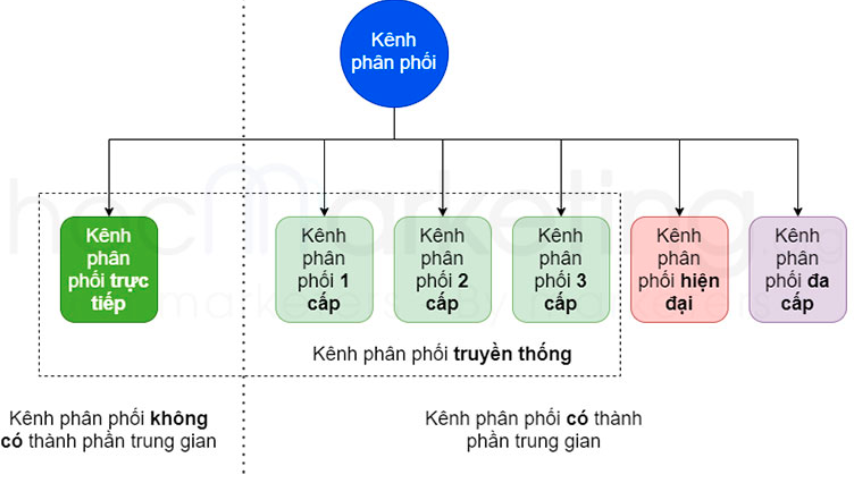 Kênh
phân phối
Kênh
phân
phối trực
tiếp
Kênh
phân
phối 1
cấp
Kênh
phân
phối 2
cấp
Kênh
phân
phối 3
cấp
Kênh
phân
phối hiện
đại
Kênh
phân
phối đa
cấp
Kênh phân phối truyền thống
Kênh phân phối không
có thành phần trung gian
Kênh phân phối có thành
phần trung gian